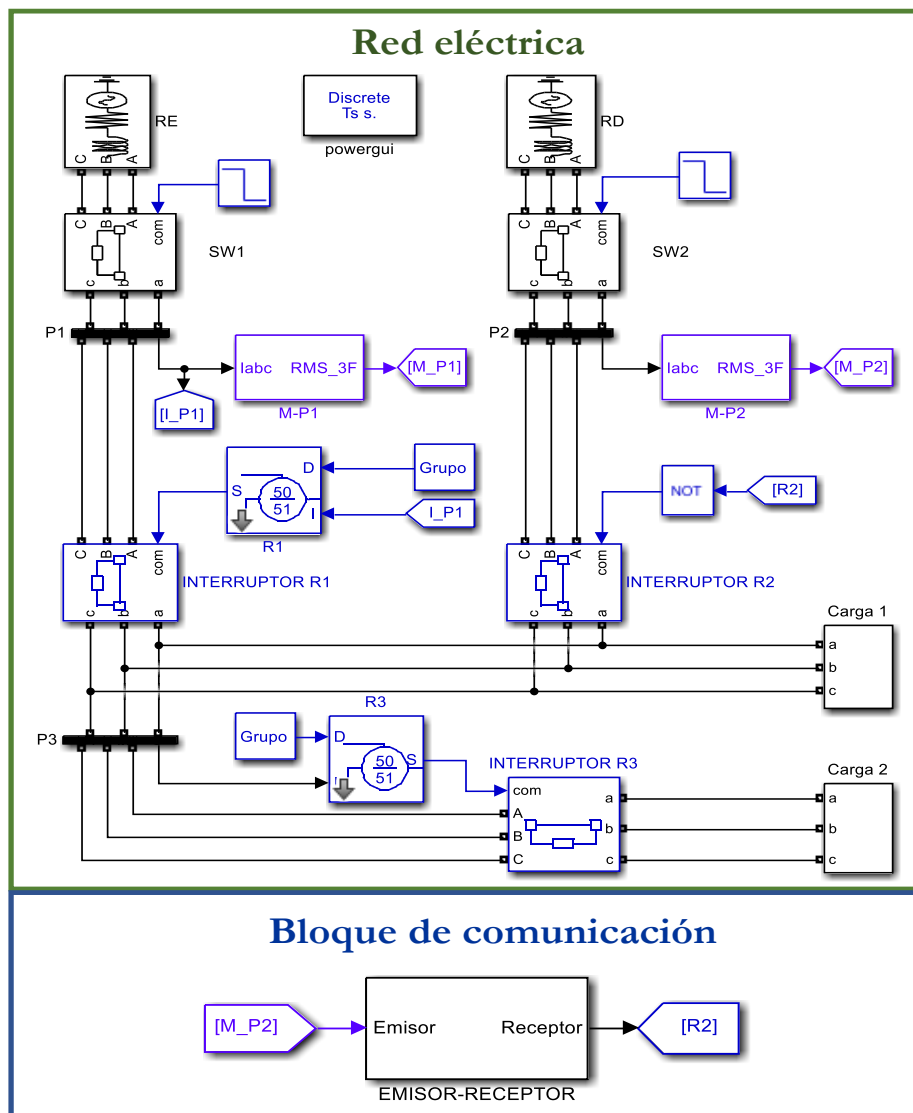 Red eléctrica
RE
Discrete
Ts s.
powergui
RD
C B A
C B A
C B A com
SW1
c b a
C B A com
SW2
c b a
P1
P2
Iabc RMS_3F
M-P1
[M_P1]
[I_P1]
Iabc RMS_3F
M-P2
[M_P2]
D
S
50
51
I
R1
Grupo
I_P1
NOT
[R2]
C B A com
INTERRUPTOR R1
c b a
C B A com
INTERRUPTOR R2
c b a
Carga 1
a
b
c
P3
Grupo
R3
D
50
51
S
INTERRUPTOR R3
com
A
B
C
a
b
c
Carga 2
a
b
c
Bloque de comunicación
[M_P2]
Emisor Receptor
EMISOR-RECEPTOR
[R2]